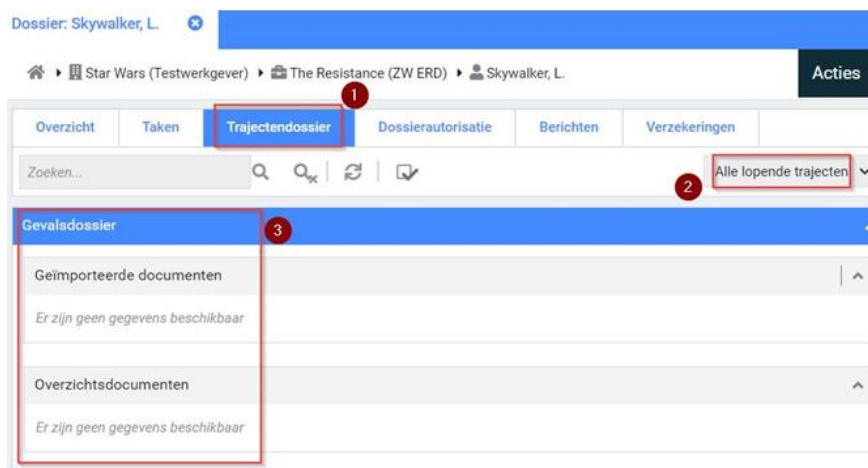 Dossier: Skywalker, L.
Star Wars (Testwerkgever) The Resistance (ZW ERD) Skywalker, L.
Acties
1
Overzicht Taken Trajectendossier Dossierautorisatie Berichten Verzekeringen
Zoeken...
Alle lopende trajecten
2
Gevalsdossier
3
Geïmporteerde documenten
Er zijn geen gegevens beschikbaar
Overzichtsdocumenten
Er zijn geen gegevens beschikbaar